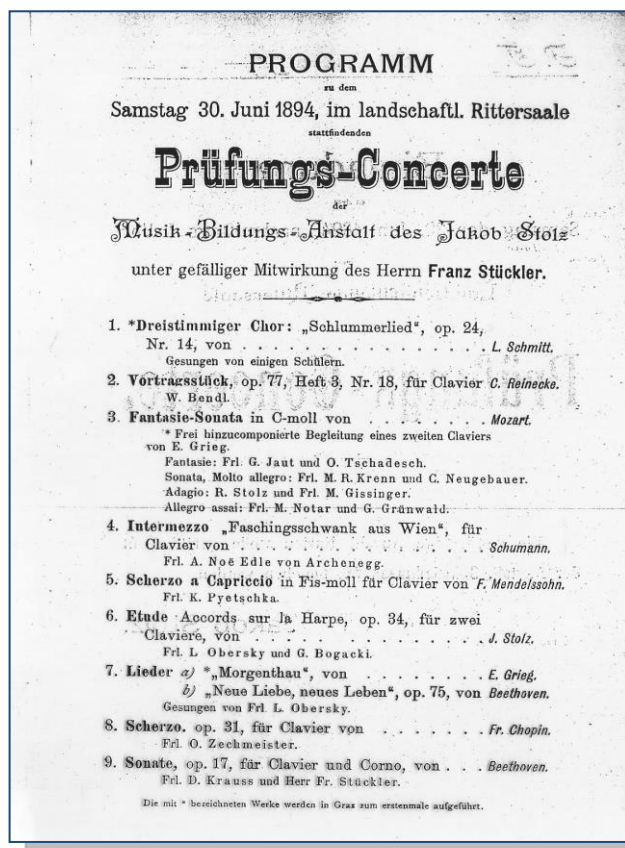 PROGRAMM
zu dem
Samstag 30. Juni 1894, im landschaftl. Rittersaale
stattfindenden
Prüfungs-Concerte
der
Musik-Bildungs-Anstalt des Jakob Stolz
unter gefälliger Mitwirkung des Herrn Franz Stückler.
1. *Dreistimmiger Chor: „Schlummerlied“, op. 24,
Nr. 14, von . . . . . . . . . . . . . . . . L. Schmitt.
Gesungen von einigen Schülern.
2. Vortragsstück, op. 77, Heft 3, Nr. 18, für Clavier C. Reinecke.
W. Bendl.
3. Fantasie-Sonata in C-moll von . . . . . . . . Mozart.
* Frei hinzucomponierte Begleitung eines zweiten Claviers
von E. Grieg.
Fantasie: Frl. G. Jaut und O. Tschadesch.
Sonata, Molto allegro: Frl. M. R. Krenn und C. Neugebauer.
Adagio: R. Stolz und Frl. M. Gissinger.
Allegro assai: Frl. M. Notar und G. Grünwald.
4. Intermezzo „Faschingsschwank aus Wien“, für
Clavier von . . . . . . . . . . . . . . . . Schumann.
Frl. A. Noë Edle von Archenegg.
5. Scherzo a Capriccio in Fis-moll für Clavier von F. Mendelssohn.
Frl. K. Pyetschka.
6. Etude Accords sur la Harpe, op. 34, für zwei
Claviere, von . . . . . . . . . . . . . . . J. Stolz.
Frl. L Obersky und G. Bogacki.
7. Lieder a) *„Morgenthau“, von . . . . . . . . E. Grieg.
b) „Neue Liebe, neues Leben“, op. 75, von Beethoven.
Gesungen von Frl. L. Obersky.
8. Scherzo. op. 31, für Clavier von . . . . . . . Fr. Chopin.
Frl. O. Zechmeister.
9. Sonate, op. 17, für Clavier und Corno, von . . . Beethoven.
Frl. D. Krauss und Herr Fr. Stückler.
Die mit * bezeichneten Werke werden in Graz zum erstenmale aufgeführt.